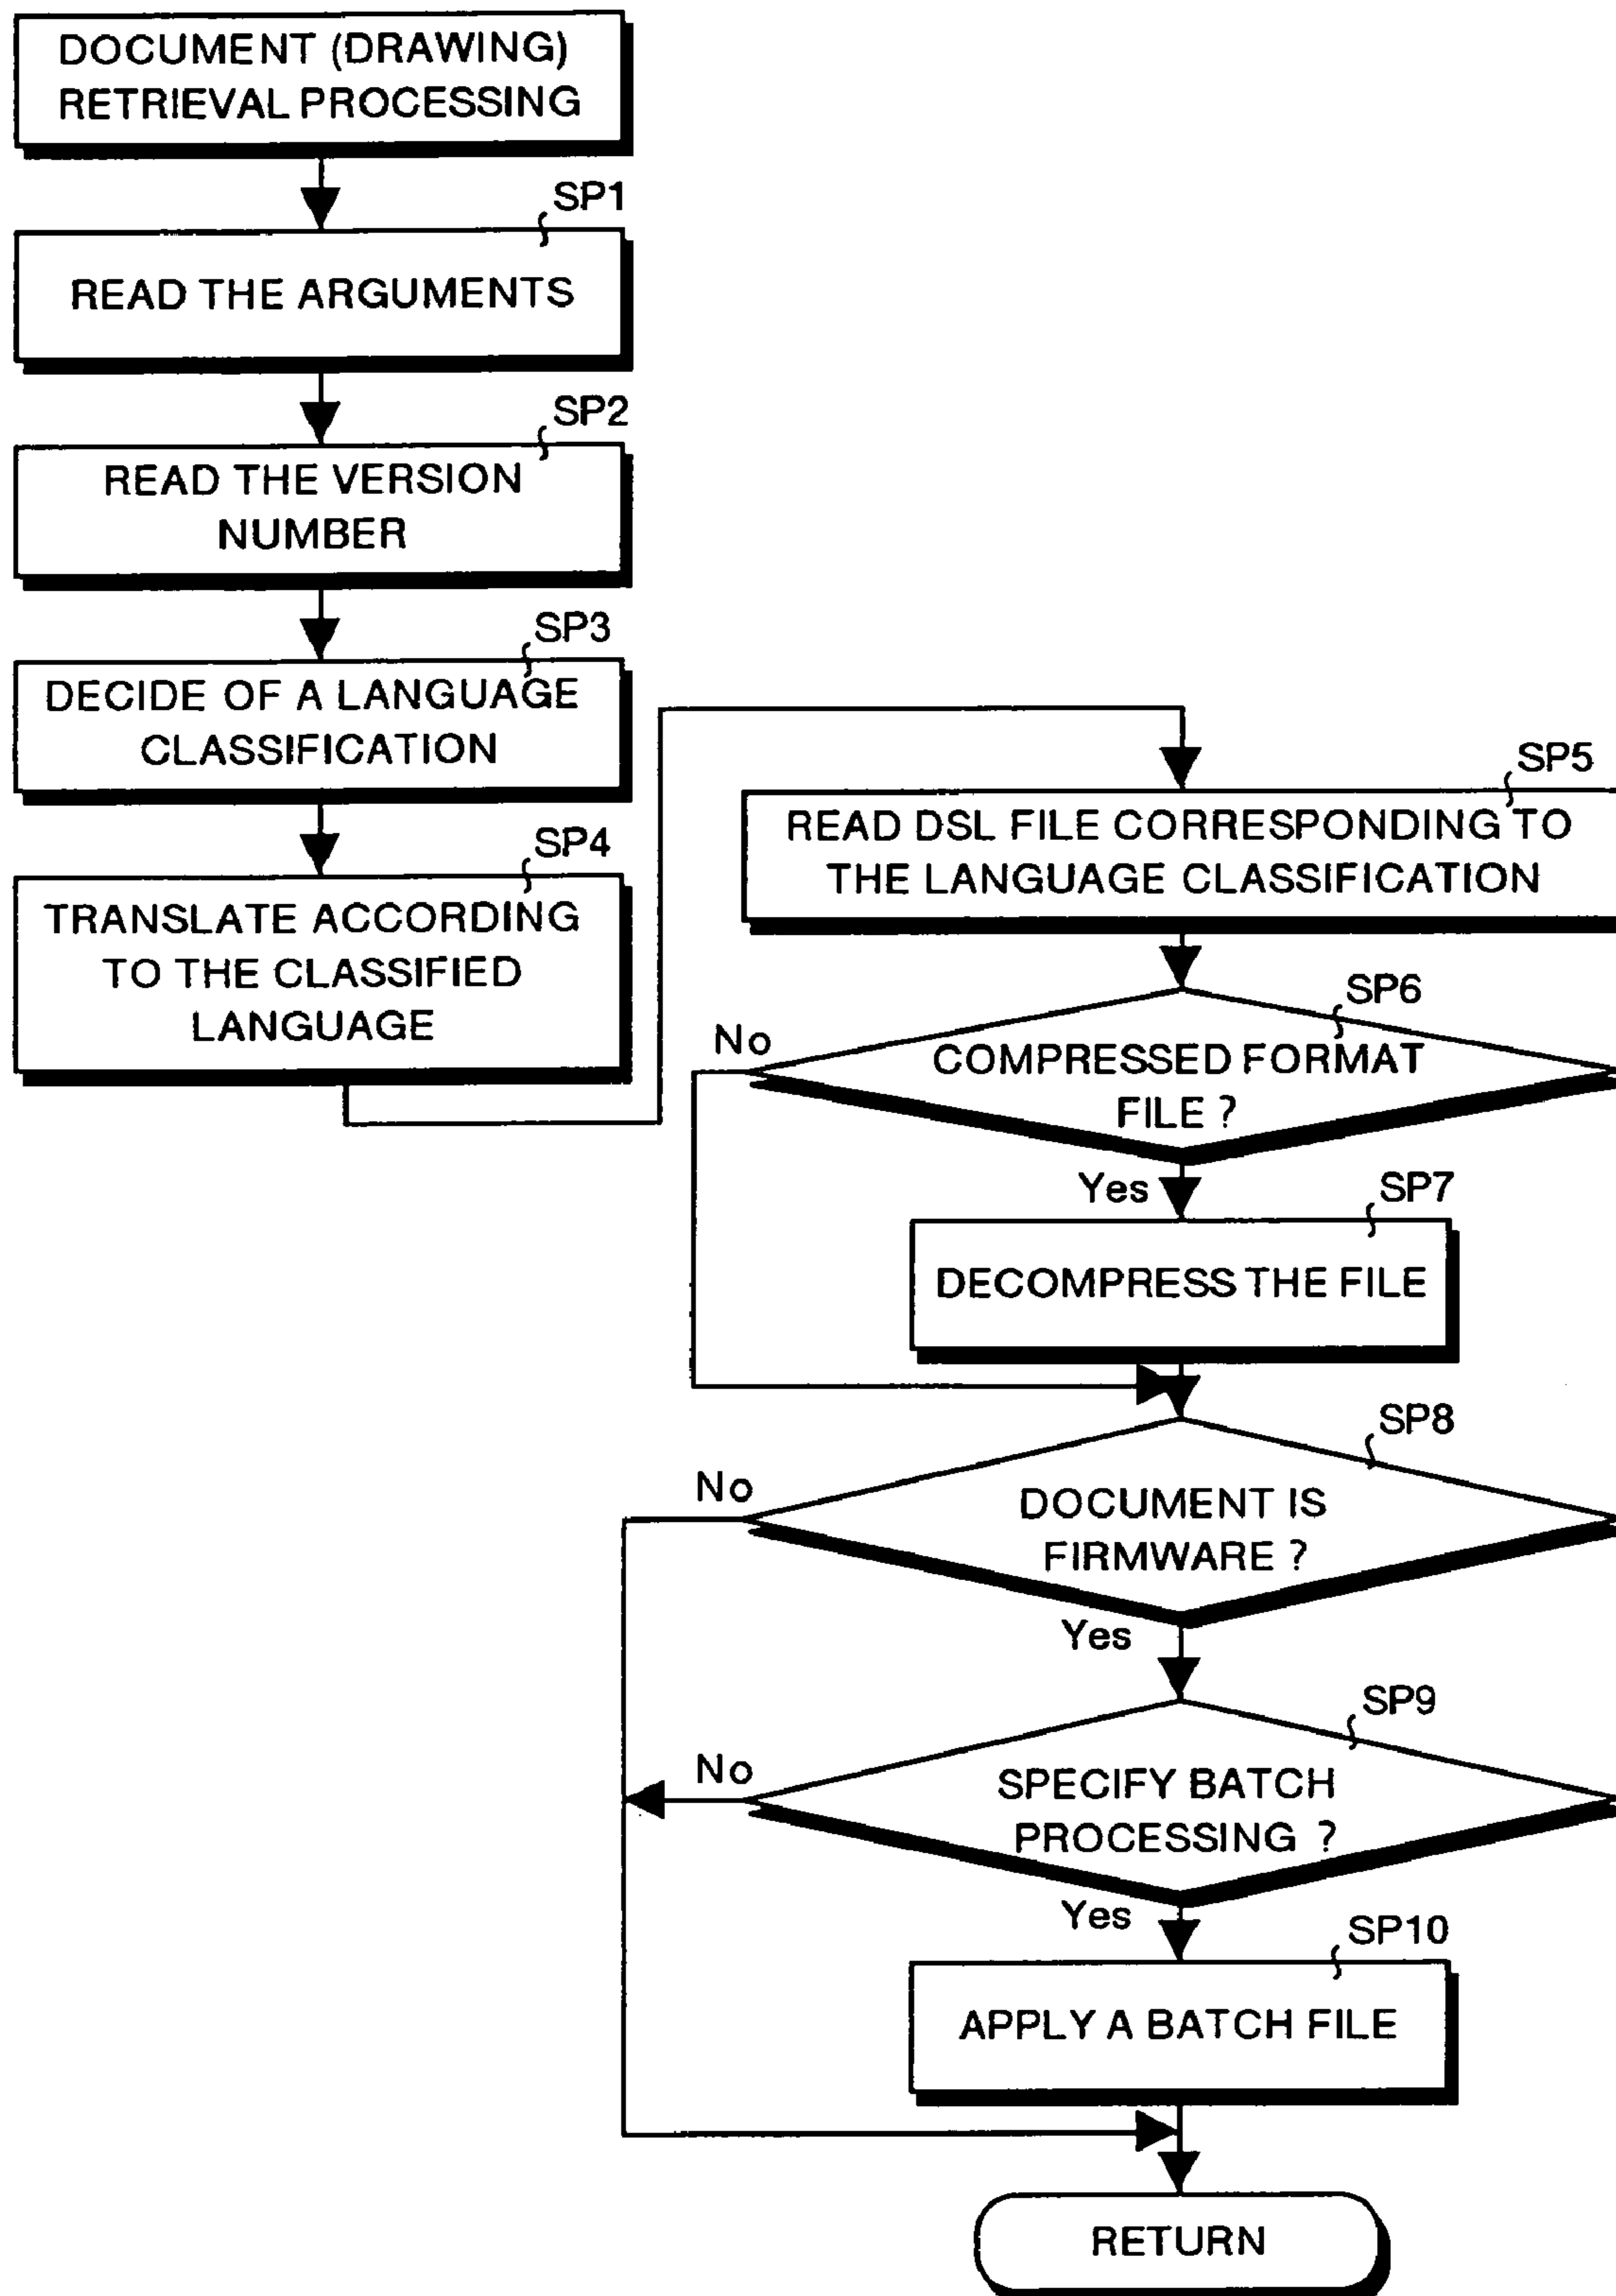 DOCUMENT (DRAWING)
RETRIEVAL PROCESSING
SP1
READ THE ARGUMENTS
SP2
READ THE VERSION
NUMBER
SP3
DECIDE OF A LANGUAGE
CLASSIFICATION
SP4
TRANSLATE ACCORDING
TO THE CLASSIFIED
LANGUAGE
SP5
READ DSL FILE CORRESPONDING TO
THE LANGUAGE CLASSIFICATION
SP6
No
COMPRESSED FORMAT
FILE ?
Yes
SP7
DECOMPRESS THE FILE
SP8
No
DOCUMENT IS
FIRMWARE ?
Yes
SP9
No
SPECIFY BATCH
PROCESSING ?
Yes
SP10
APPLY A BATCH FILE
RETURN